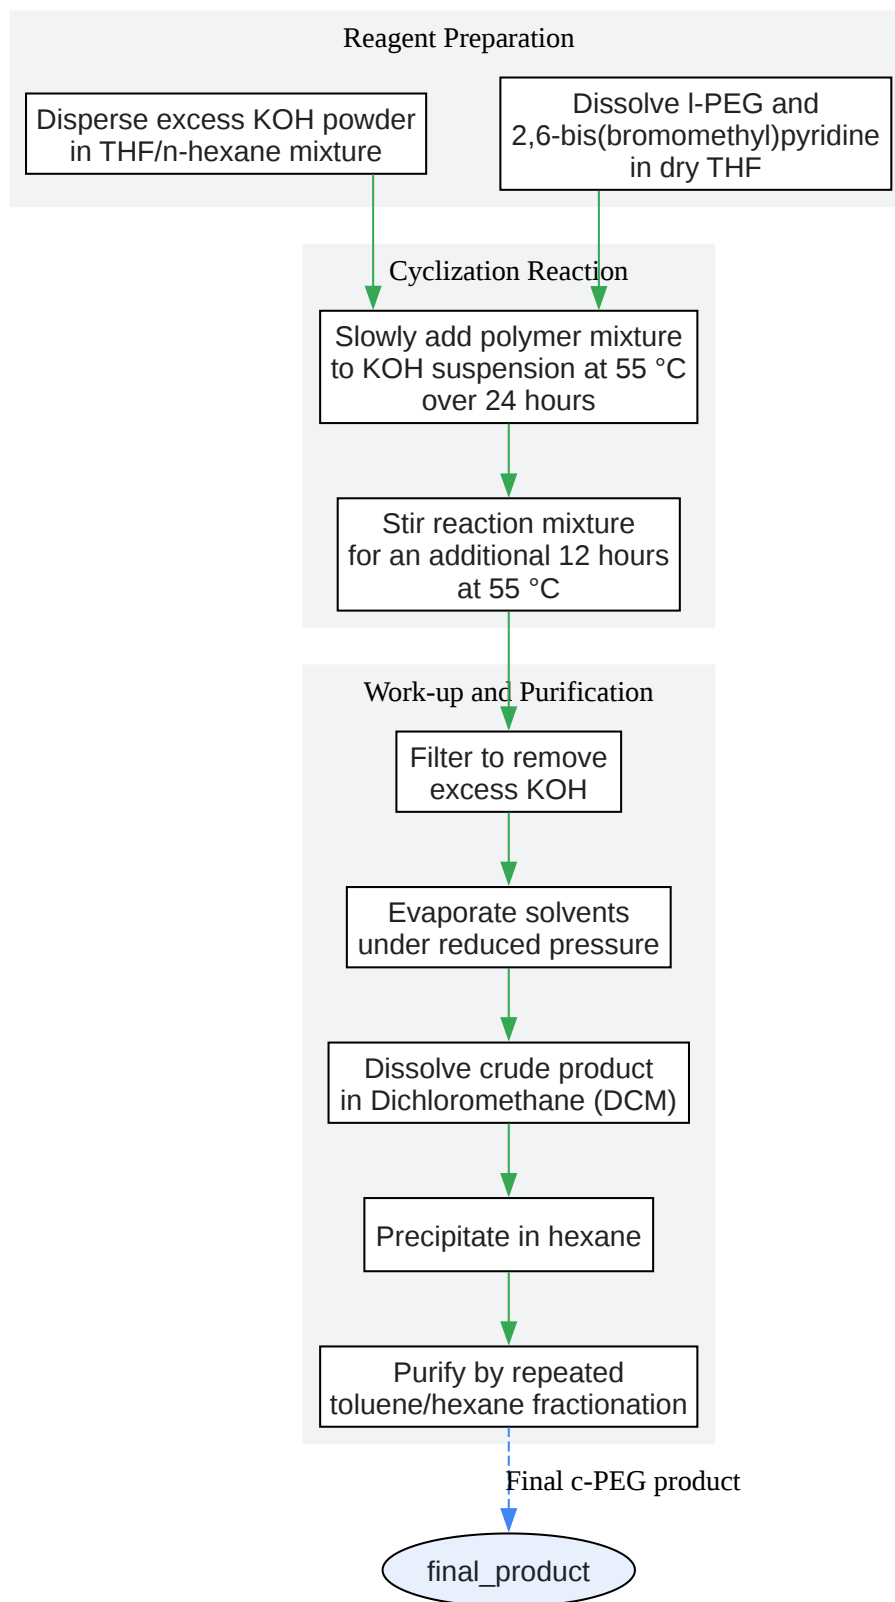 Reagent Preparation
Disperse excess KOH powder
in THF/n-hexane mixture
Dissolve l-PEG and
2,6-bis(bromomethyl)pyridine
in dry THF
Cyclization Reaction
Slowly add polymer mixture
to KOH suspension at 55 °C
over 24 hours
Stir reaction mixture
for an additional 12 hours
at 55 °C
Work-up and Purification
Filter to remove
excess KOH
Evaporate solvents
under reduced pressure
Dissolve crude product
in Dichloromethane (DCM)
Precipitate in hexane
Purify by repeated
toluene/hexane fractionation
Final c-PEG product
final_product